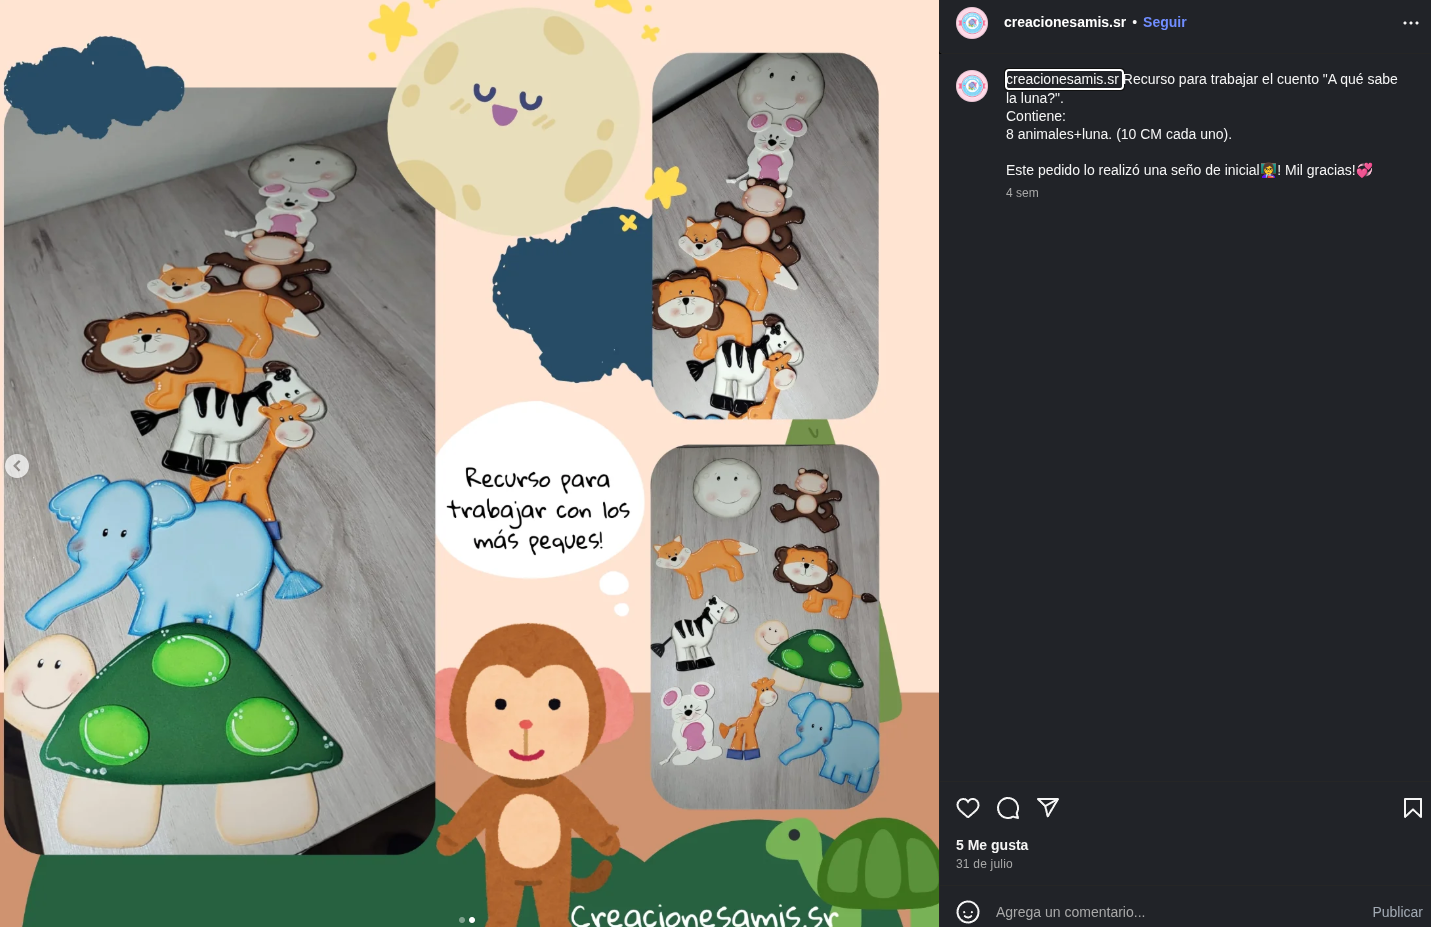 creacionesamis.sr • Seguir
creacionesamis.sr Recurso para trabajar el cuento "A qué sabe
la luna?".
Contiene:
8 animales+luna. (10 CM cada uno).
Este pedido lo realizó una seño de inicial👩‍🏫! Mil gracias!💞
4 sem
Recurso para
trabajar con los
más peques!
Creacionesamis.sr
5 Me gusta
31 de julio
Agrega un comentario...
Publicar